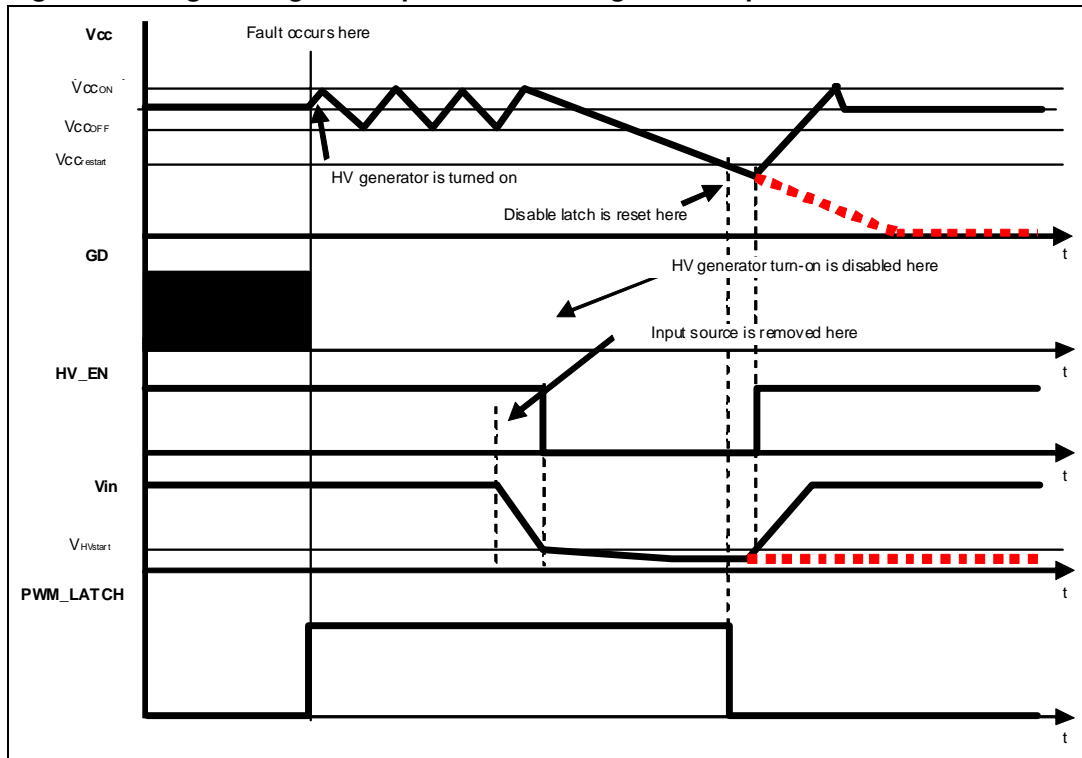 Vcc
Fault occurs here
VccON
VccOFF
Vccrestart
HV generator is turned on
Disable latch is reset here
t
GD
HV generator turn-on is disabled here
Input source is removed here
t
HV_EN
t
Vin
VHVstart
t
PWM_LATCH
t